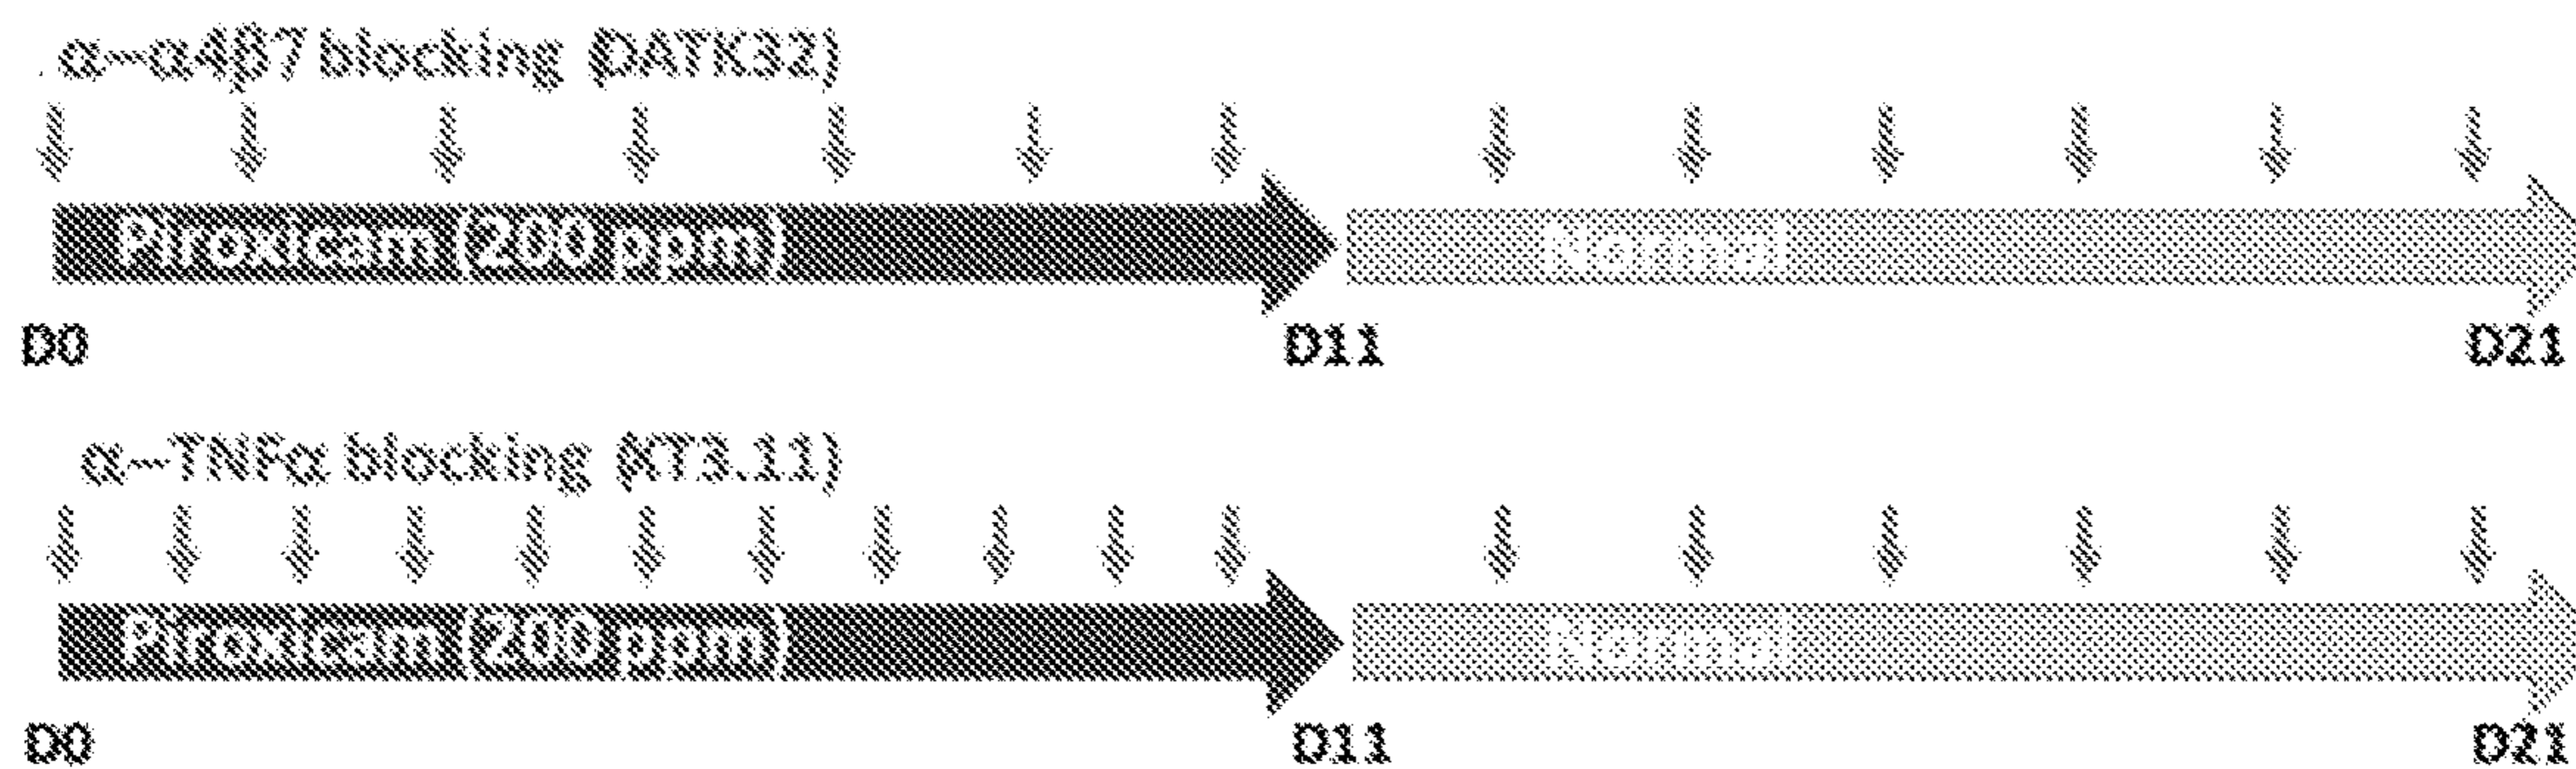 α-α4β7 blocking (DATK32)
Piroxicam (200 ppm) Normal
D0 D11 D21
α-TNFα blocking (XT3.11)
Piroxicam (200 ppm) Normal
D0 D11 D21